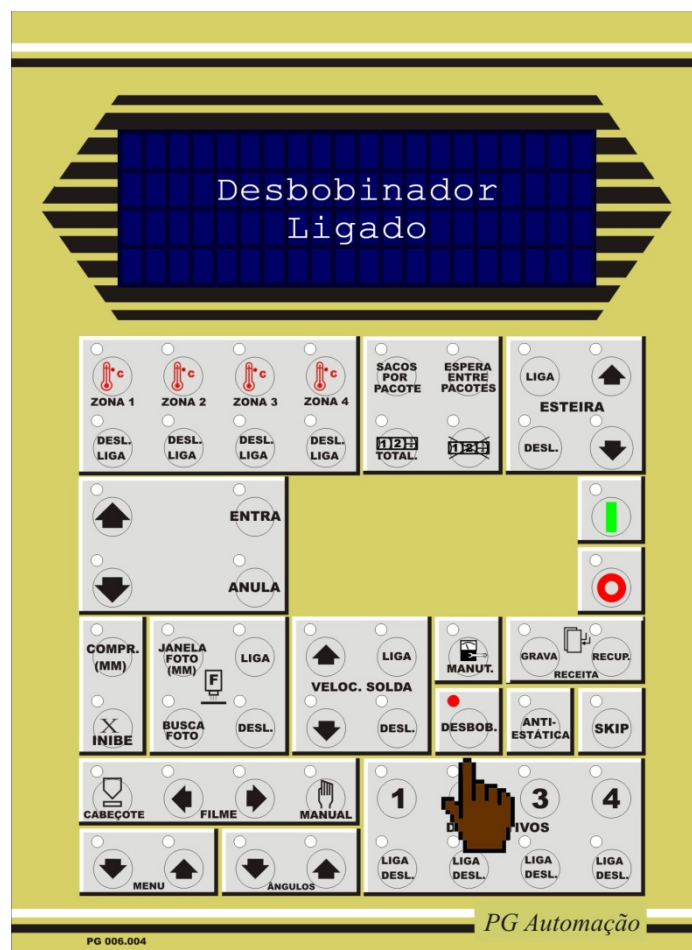 Desbobinador
Ligado
°C °C °C °C
ZONA 1 ZONA 2 ZONA 3 ZONA 4
DESL. LIGA DESL. LIGA DESL. LIGA DESL. LIGA
SACOS POR PACOTE
ESPERA ENTRE PACOTES
TOTAL.
LIGA
ESTEIRA
DESL.
ENTRA
ANULA
COMPR. (MM)
X
INIBE
JANELA FOTO (MM)
LIGA
F
BUSCA FOTO
DESL.
LIGA
VELOC. SOLDA
DESL.
MANUT.
GRAVA RECUP.
RECEITA
DESBOB.
ANTI-ESTÁTICA
SKIP
CABEÇOTE FILME MANUAL
1 3 4
LIGA DESL. LIGA DESL. LIGA DESL. LIGA DESL.
MENU
ÂNGULOS
PG Automação
PG 006.004